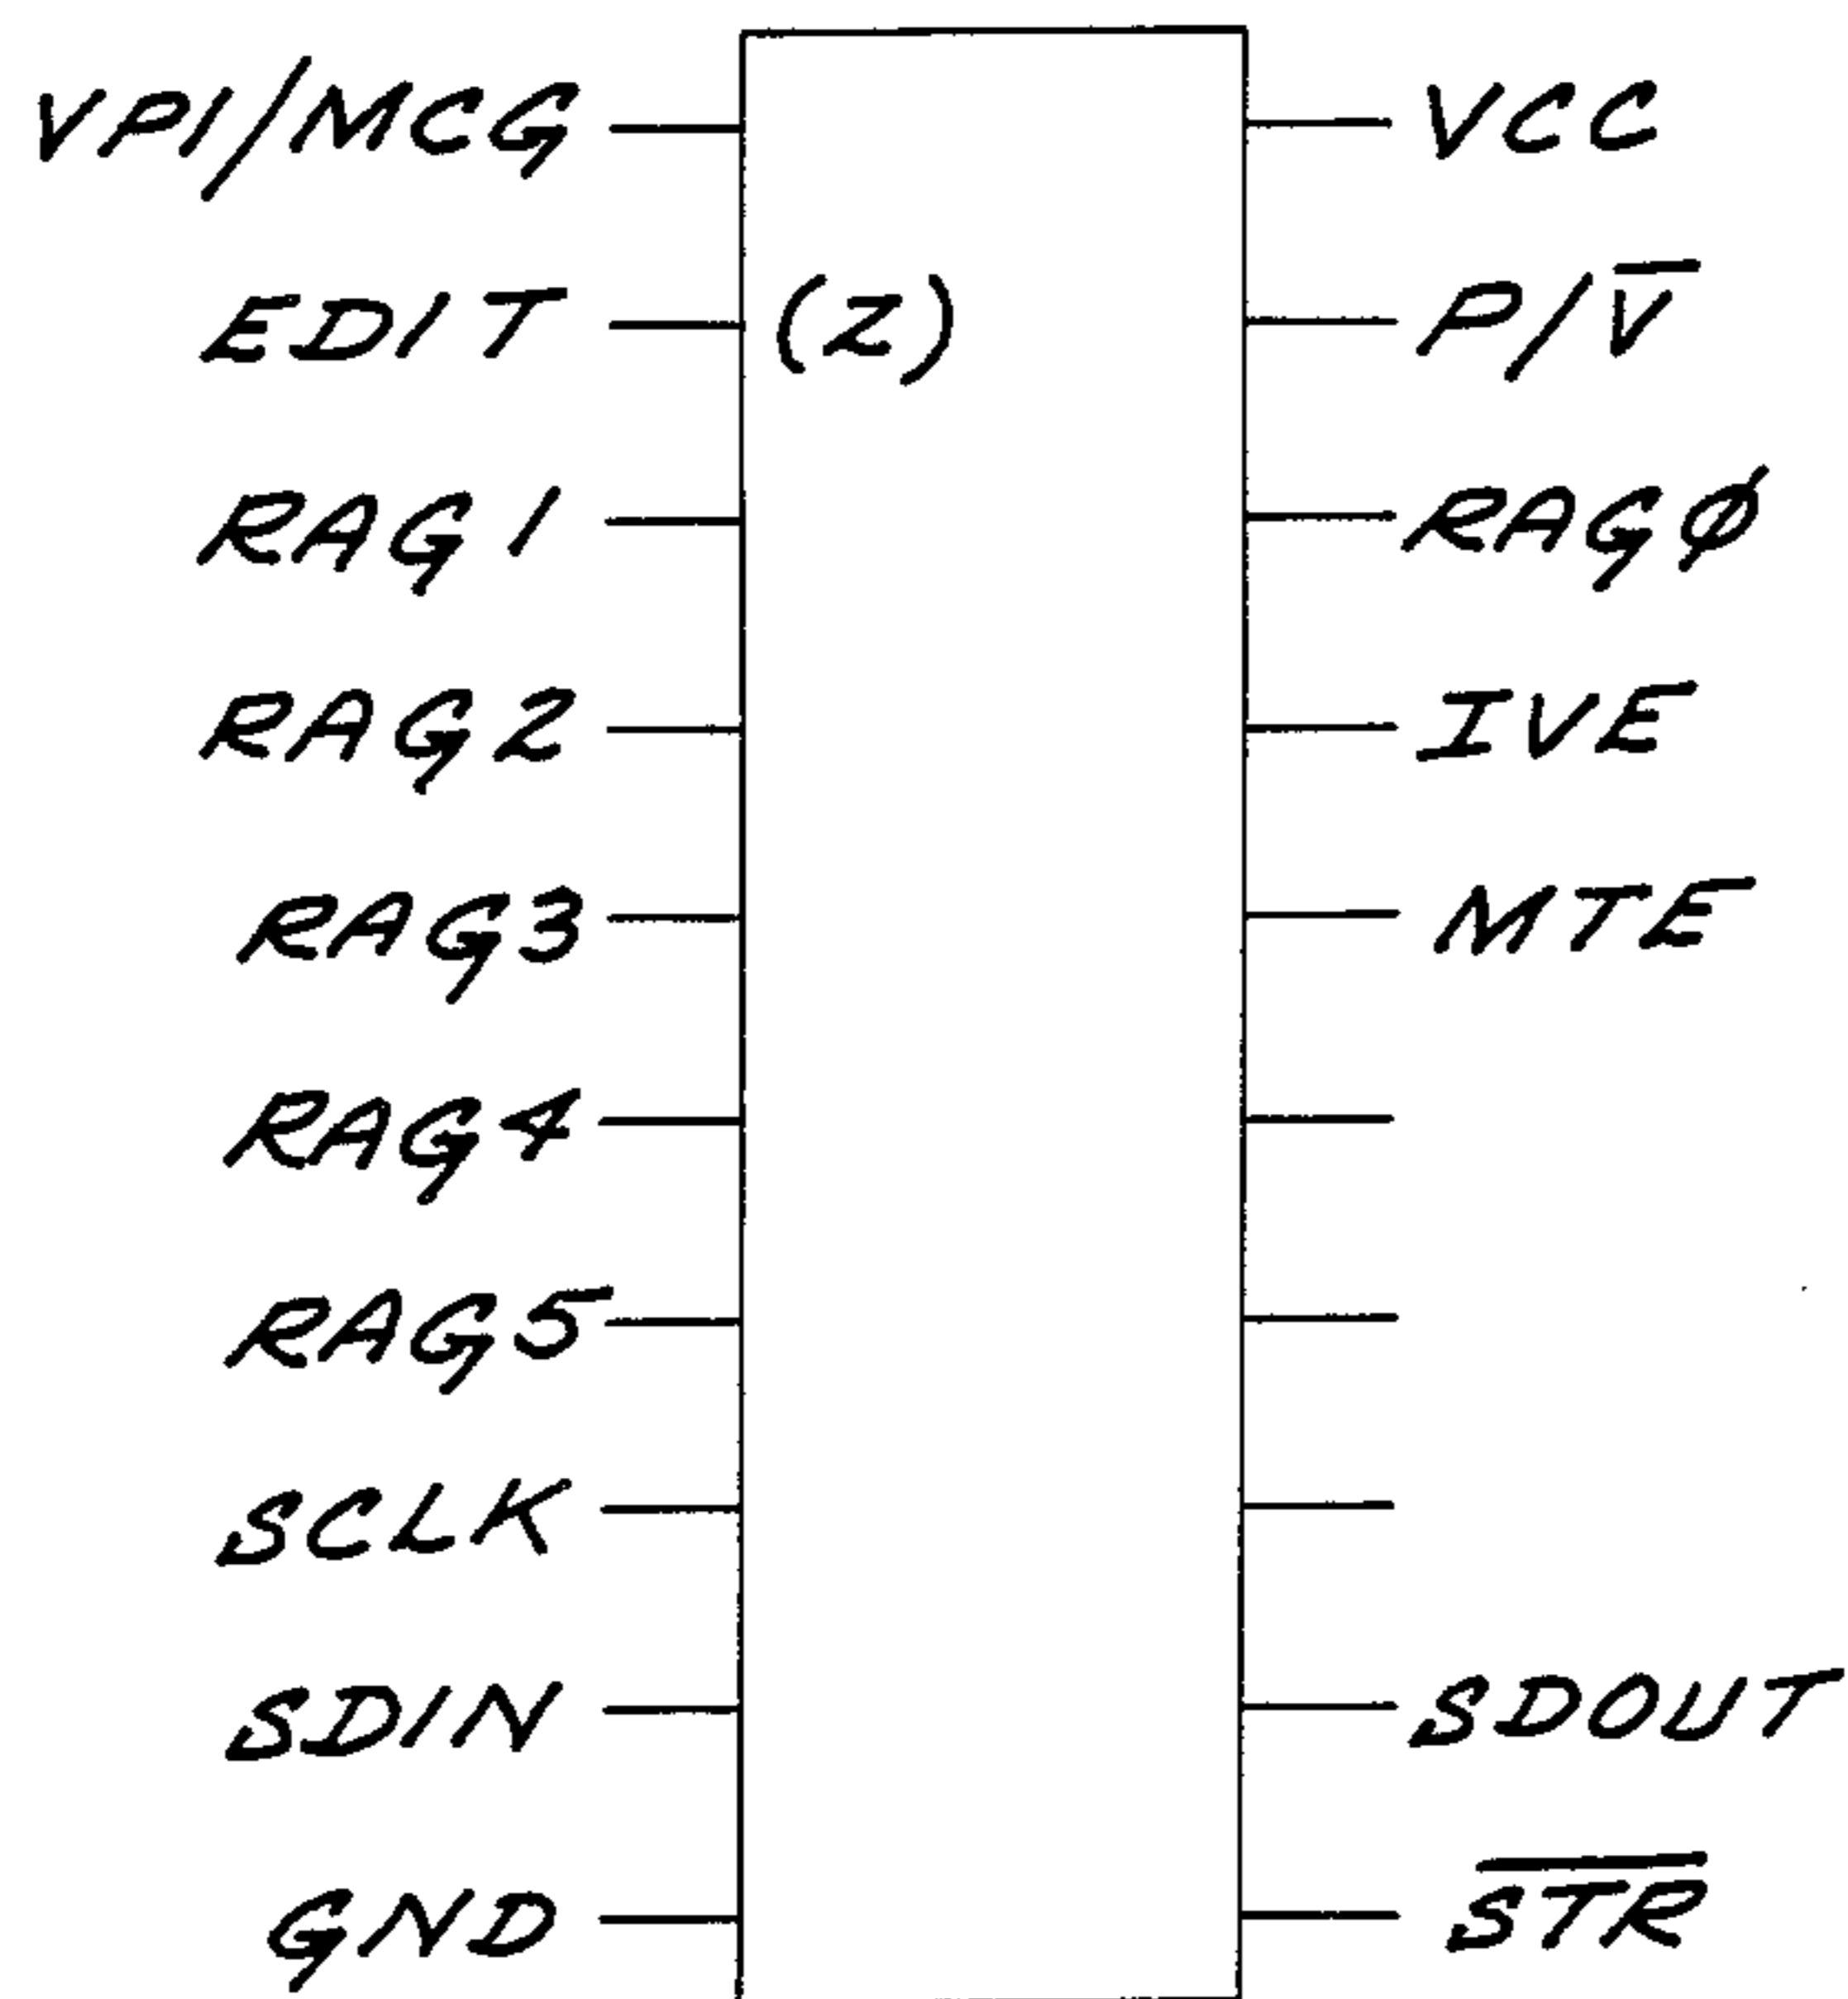 VPI/MCG VCC
EDIT (Z) P/V̅
RAG1 RAGØ
RAG2 IVE
RAG3 MTE
RAG4
RAG5
SCLK
SDIN SDOUT
GND S̅T̅R̅